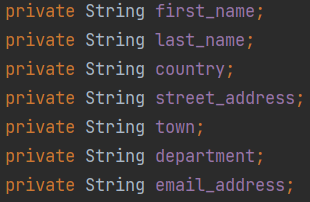 private String first_name;
private String last_name;
private String country;
private String street_address;
private String town;
private String department;
private String email_address;